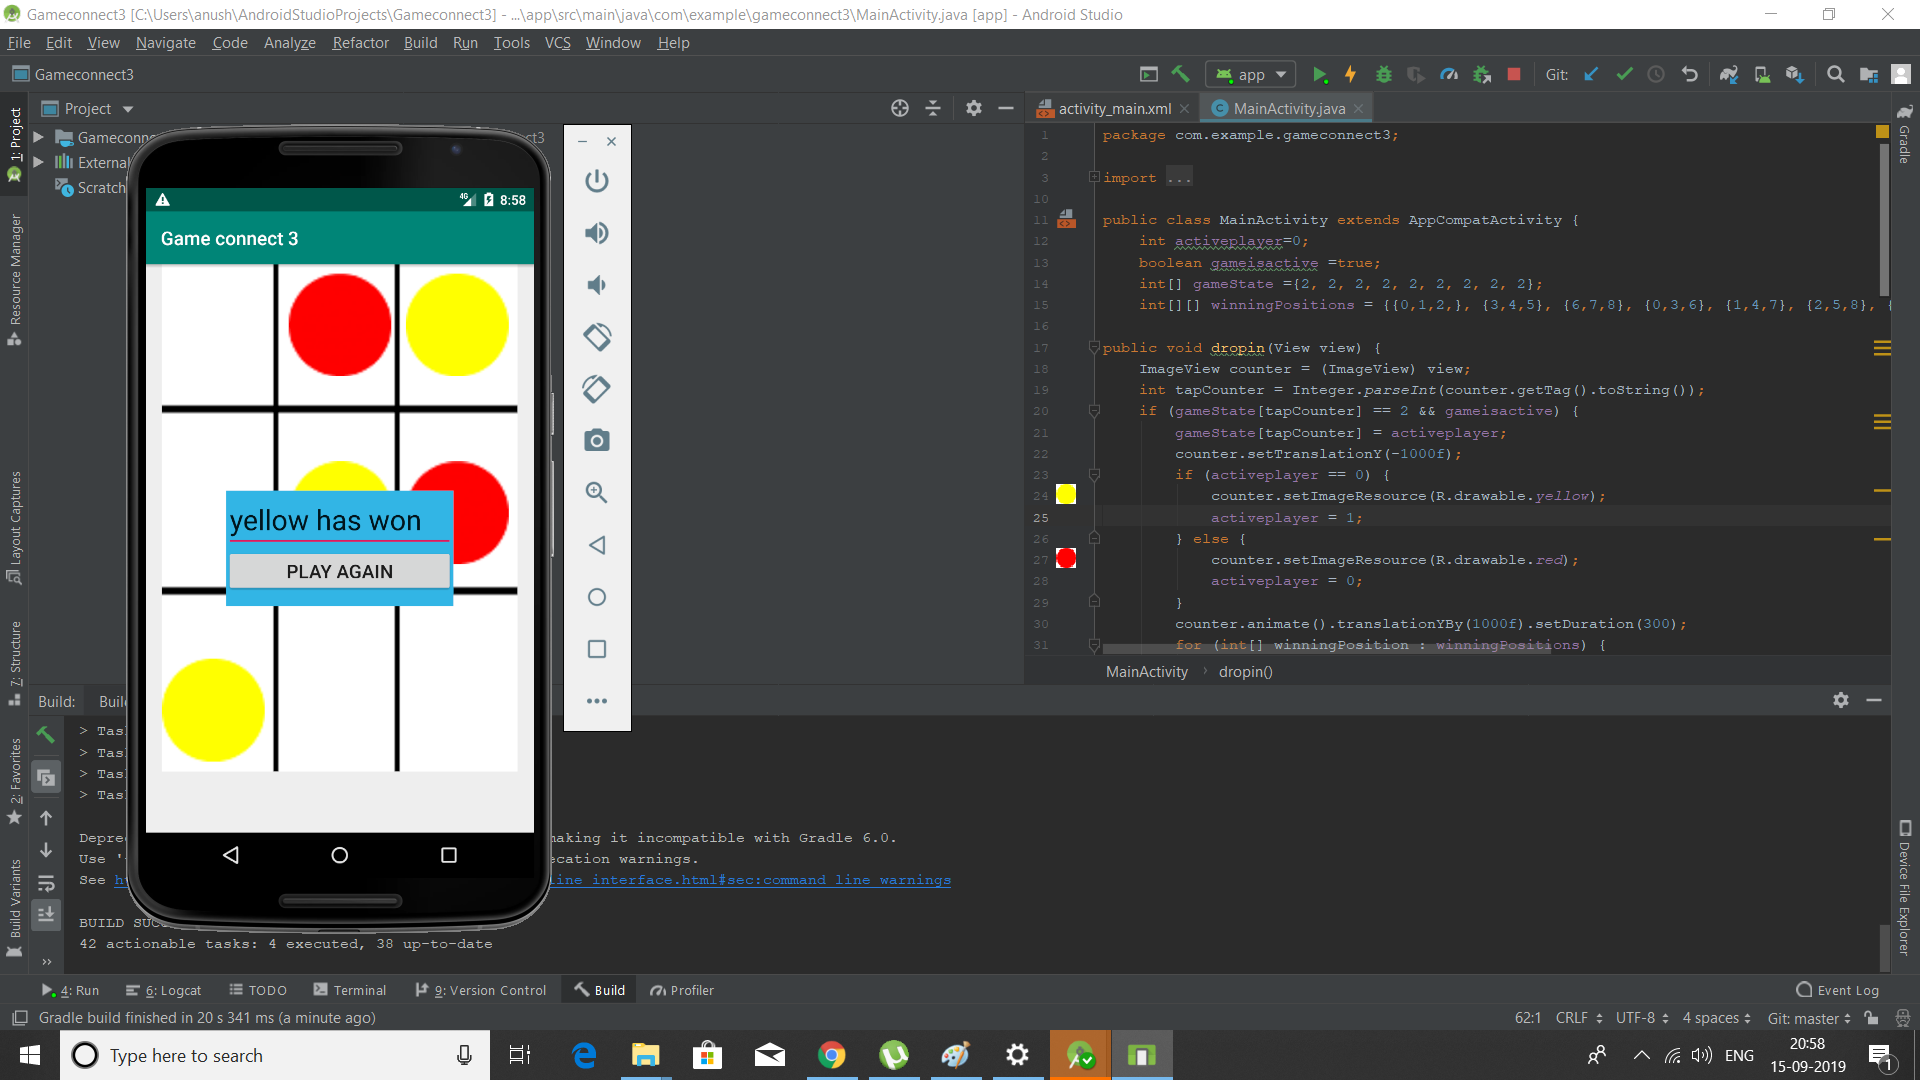 Gameconnect3 [C:\Users\anush\AndroidStudioProjects\Gameconnect3] - ...\app\src\main\java\com\example\gameconnect3\MainActivity.java [app] - Android Studio
File Edit View Navigate Code Analyze Refactor Build Run Tools VCS Window Help
Gameconnect3
app
Git:
1: Project
Resource Manager
Layout Captures
7: Structure
2: Favorites
Build Variants
Project
Gameconn
ct3
External
Scratch
8:58
Game connect 3
yellow has won
PLAY AGAIN
activity_main.xml
MainActivity.java
1 package com.example.gameconnect3;
2
3 import ...
10
11 public class MainActivity extends AppCompatActivity {
12 int activeplayer=0;
13 boolean gameisactive =true;
14 int[] gameState ={2, 2, 2, 2, 2, 2, 2, 2, 2};
15 int[][] winningPositions = {{0,1,2,}, {3,4,5}, {6,7,8}, {0,3,6}, {1,4,7}, {2,5,8}, {
16
17 public void dropin(View view) {
18 ImageView counter = (ImageView) view;
19 int tapCounter = Integer.parseInt(counter.getTag().toString());
20 if (gameState[tapCounter] == 2 && gameisactive) {
21 gameState[tapCounter] = activeplayer;
22 counter.setTranslationY(-1000f);
23 if (activeplayer == 0) {
24 counter.setImageResource(R.drawable.yellow);
25 activeplayer = 1;
26 } else {
27 counter.setImageResource(R.drawable.red);
28 activeplayer = 0;
29 }
30 counter.animate().translationYBy(1000f).setDuration(300);
31 for (int[] winningPosition : winningPositions) {
MainActivity › dropin()
Gradle
Device File Explorer
Build:
Buil
> Tas
> Tas
> Tas
> Tas
Depre
making it incompatible with Gradle 6.0.
Use '
ecation warnings.
See ht
line_interface.html#sec:command_line_warnings
BUILD SUC
42 actionable tasks: 4 executed, 38 up-to-date
4: Run 6: Logcat TODO Terminal 9: Version Control Build Profiler Event Log
Gradle build finished in 20 s 341 ms (a minute ago)
62:1 CRLF UTF-8 4 spaces Git: master
Type here to search
ENG
20:58
15-09-2019
1